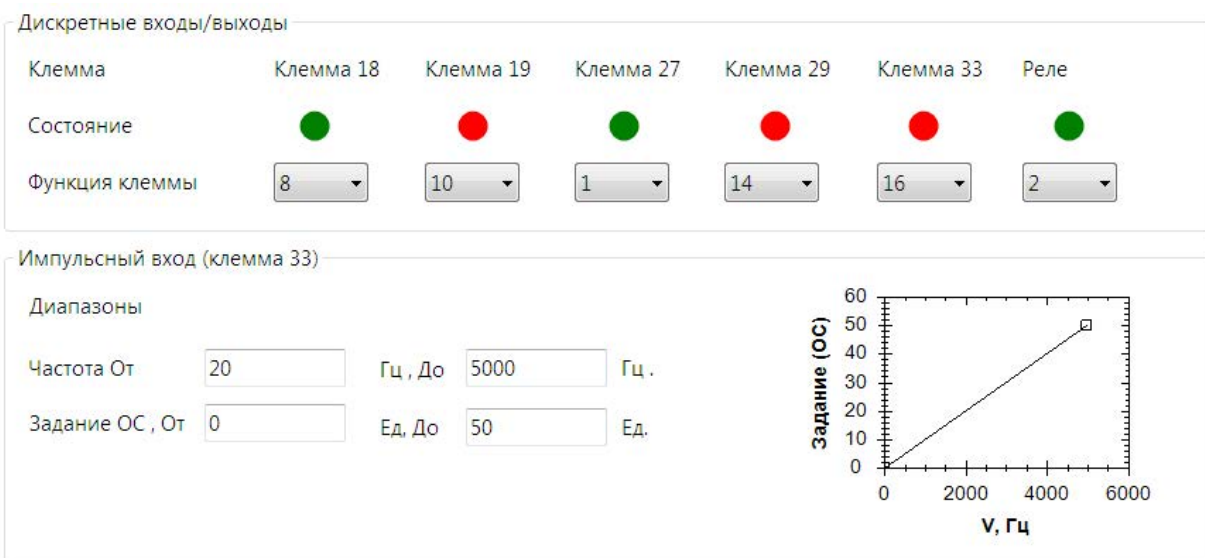 Дискретные входы/выходы
Клемма Клемма 18 Клемма 19 Клемма 27 Клемма 29 Клемма 33 Реле
Состояние
Функция клеммы 8 10 1 14 16 2
Импульсный вход (клемма 33)
Диапазоны
Частота От 20 Гц , До 5000 Гц .
Задание ОС , От 0 Ед, До 50 Ед.
Задание (ОС)
60
50
40
30
20
10
0
0 2000 4000 6000
V, Гц